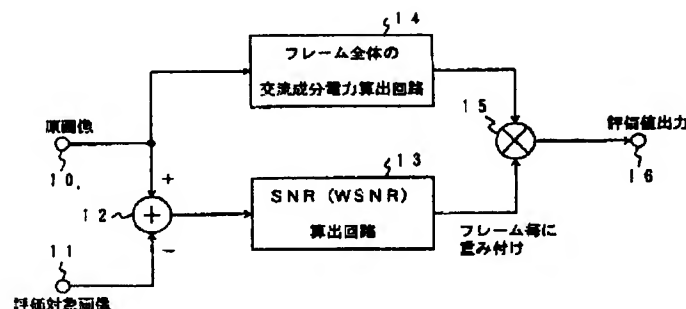 14
フレーム全体の
交流成分電力算出回路
原画像
10,
15
評価値出力
16
13
SNR (WSNR)
算出回路
+
12
+
-
フレーム毎に
重み付け
11
評価対象画像